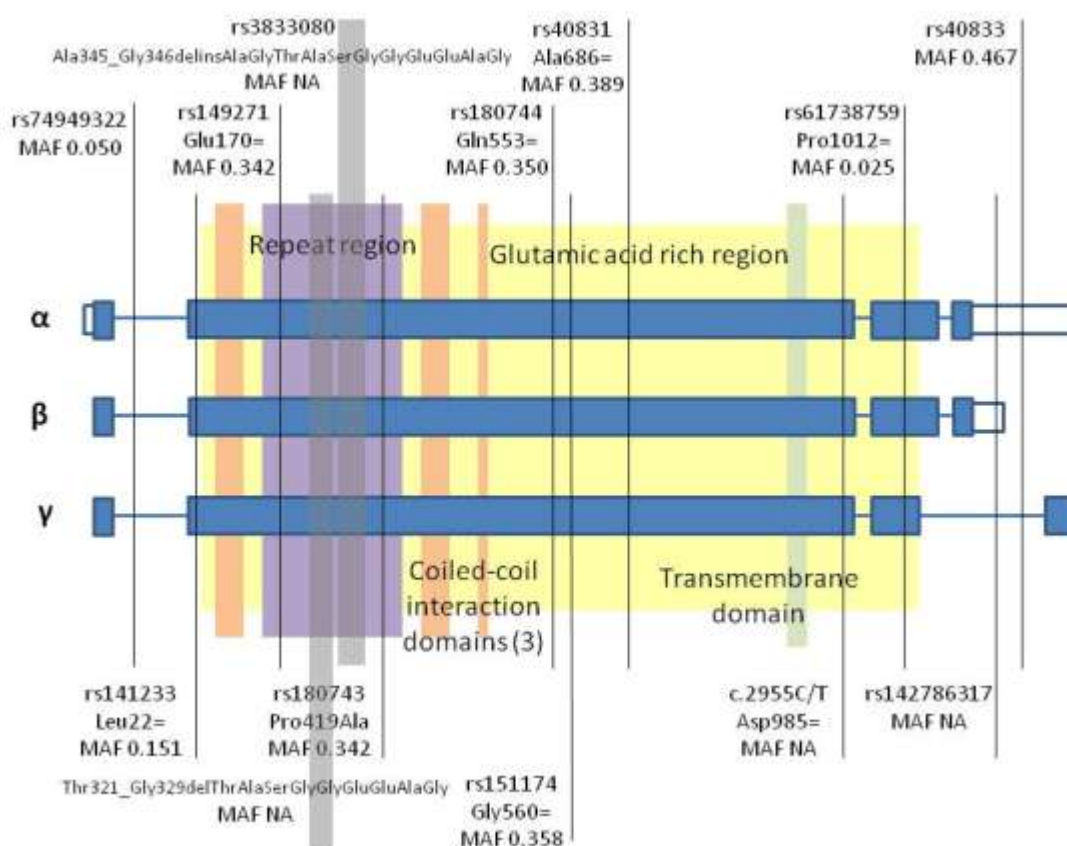 rs3833080
Ala345_Gly346delinsAlaGlyThrAlaSerGlyGlyGluGluAlaGly
MAF NA
rs40831
Ala686=
MAF 0.389
rs40833
MAF 0.467
rs74949322
MAF 0.050
rs149271
Glu170=
MAF 0.342
rs180744
Gln553=
MAF 0.350
rs61738759
Pro1012=
MAF 0.025
Repeat region
Glutamic acid rich region
α
β
γ
Coiled-coil
interaction
domains (3)
Transmembrane
domain
rs141233
Leu22=
MAF 0.151
rs180743
Pro419Ala
MAF 0.342
c.2955C/T
Asp985=
MAF NA
rs142786317
MAF NA
Thr321_Gly329delThrAlaSerGlyGlyGluGluAlaGly
MAF NA
rs151174
Gly560=
MAF 0.358